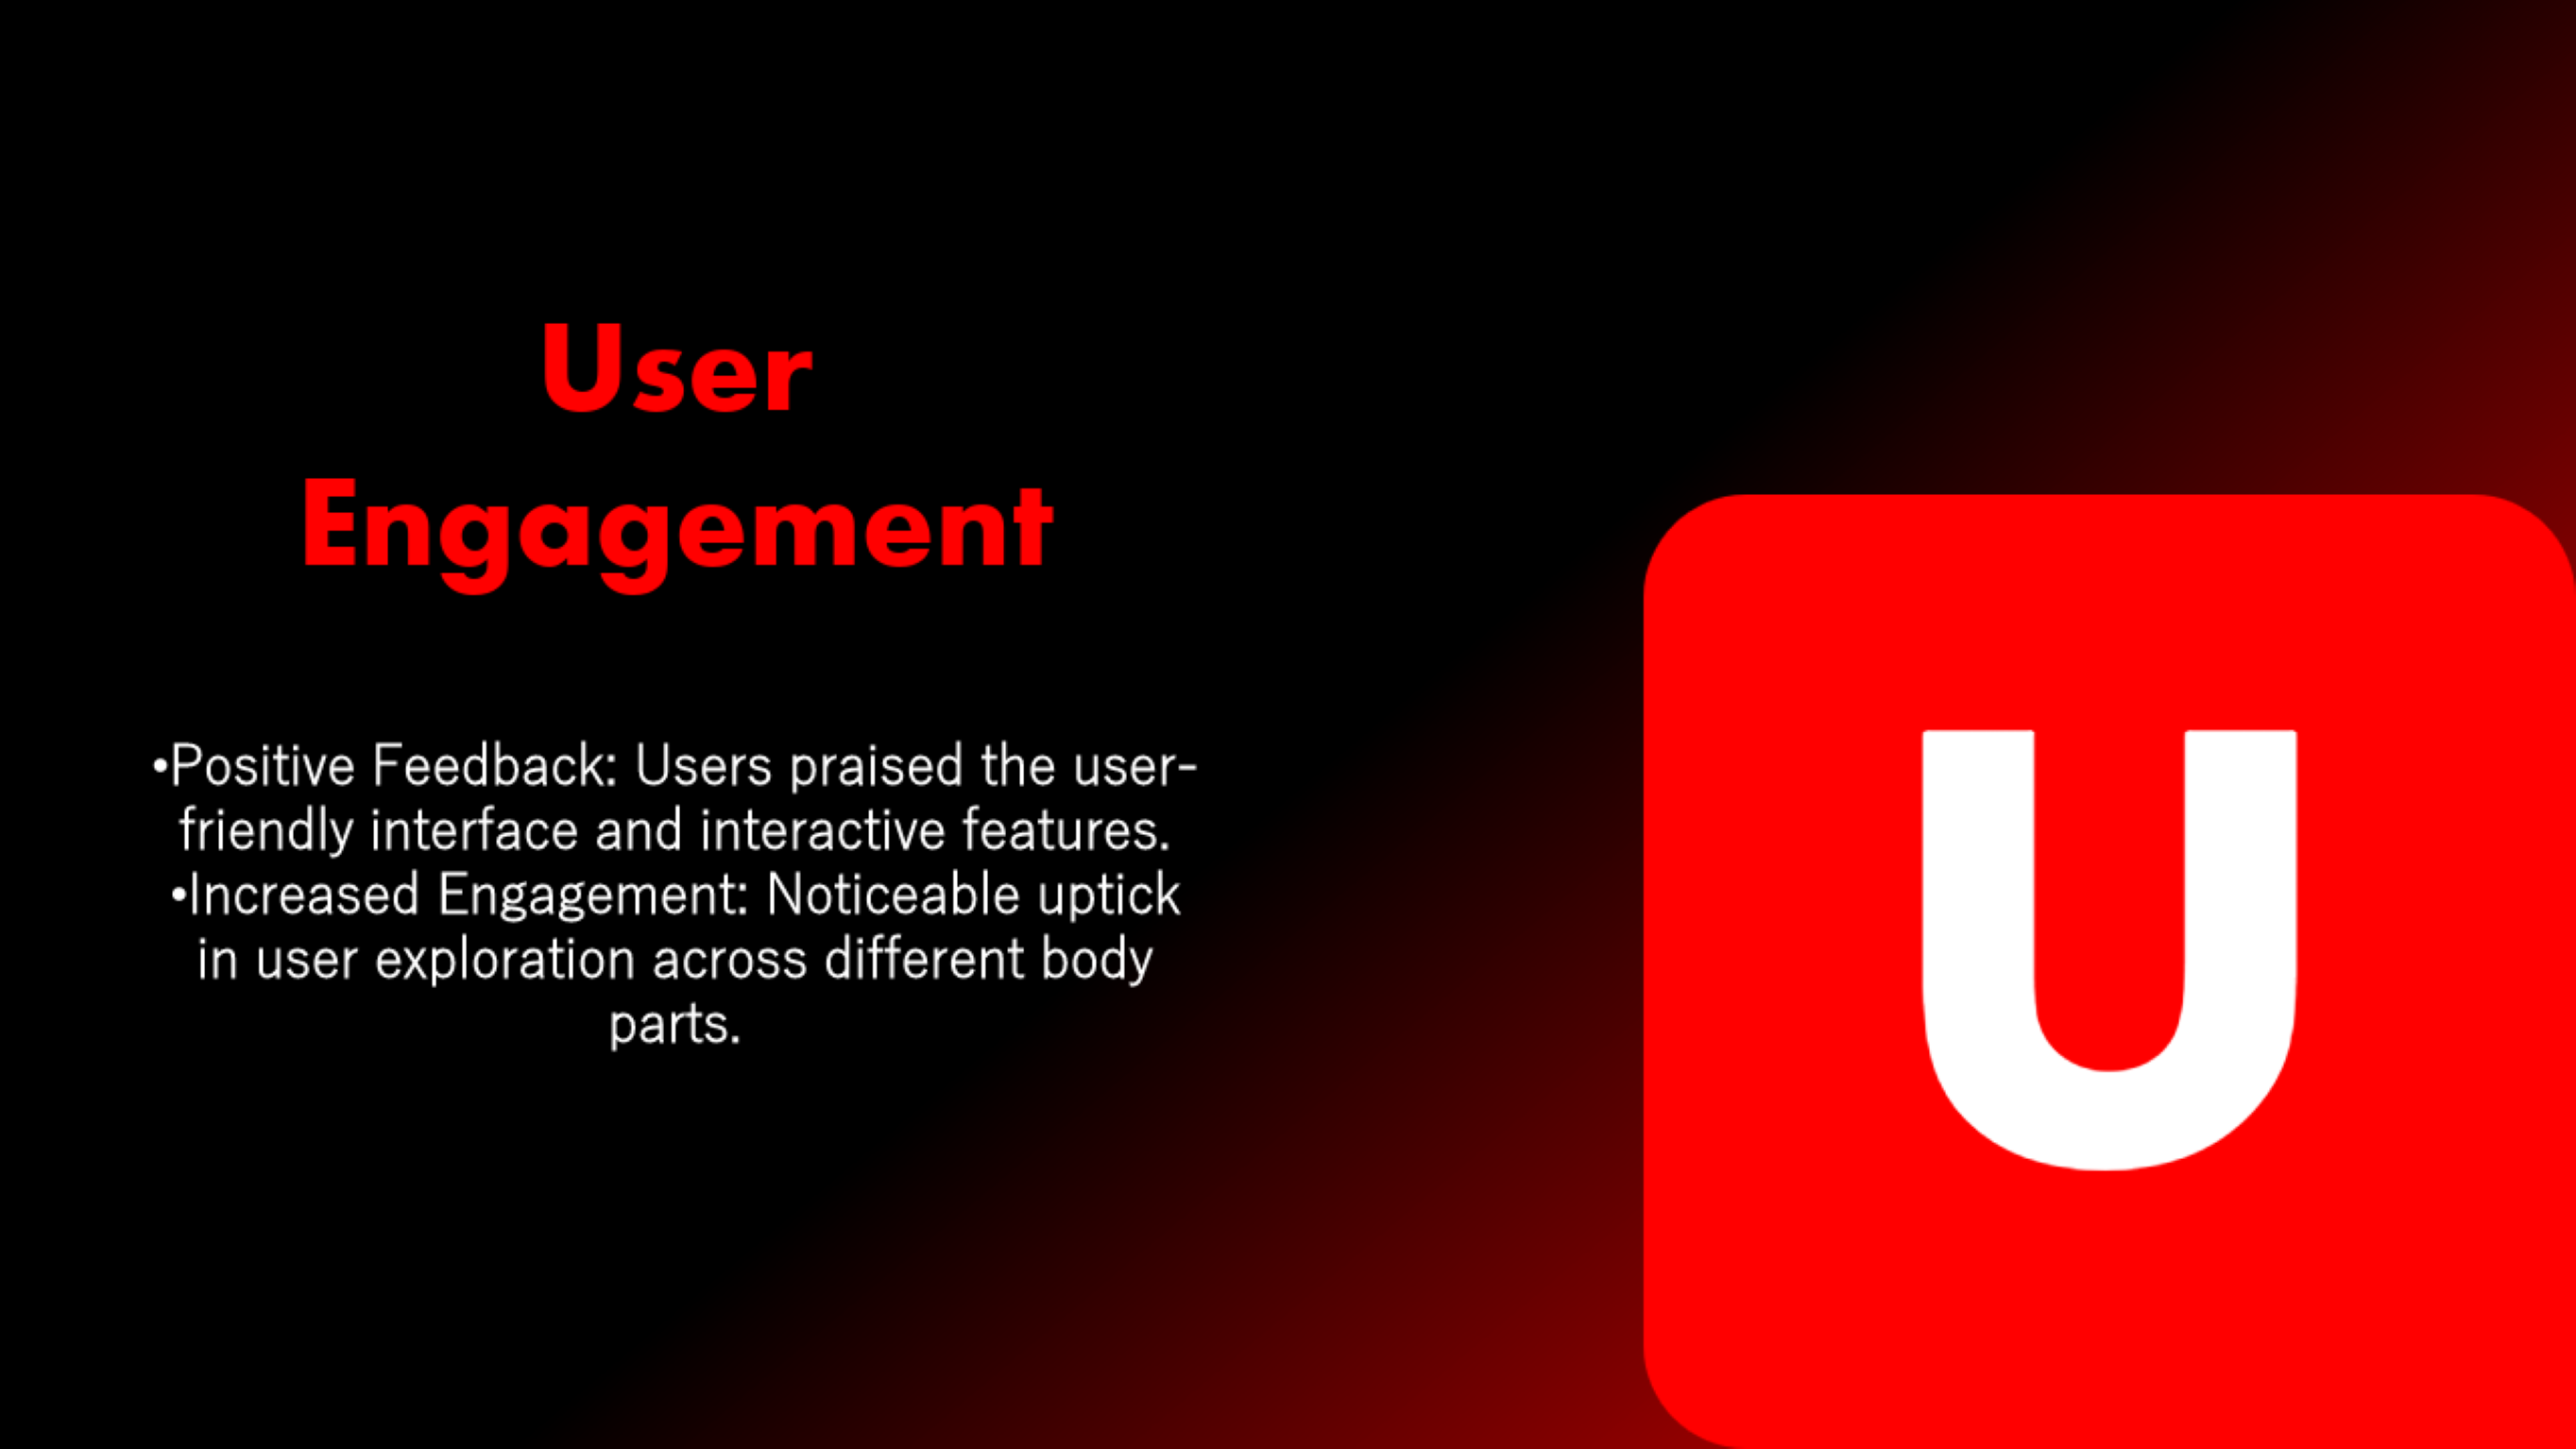 User
Engagement
•Positive Feedback: Users praised the user-
friendly interface and interactive features.
•Increased Engagement: Noticeable uptick
in user exploration across different body
parts.
U